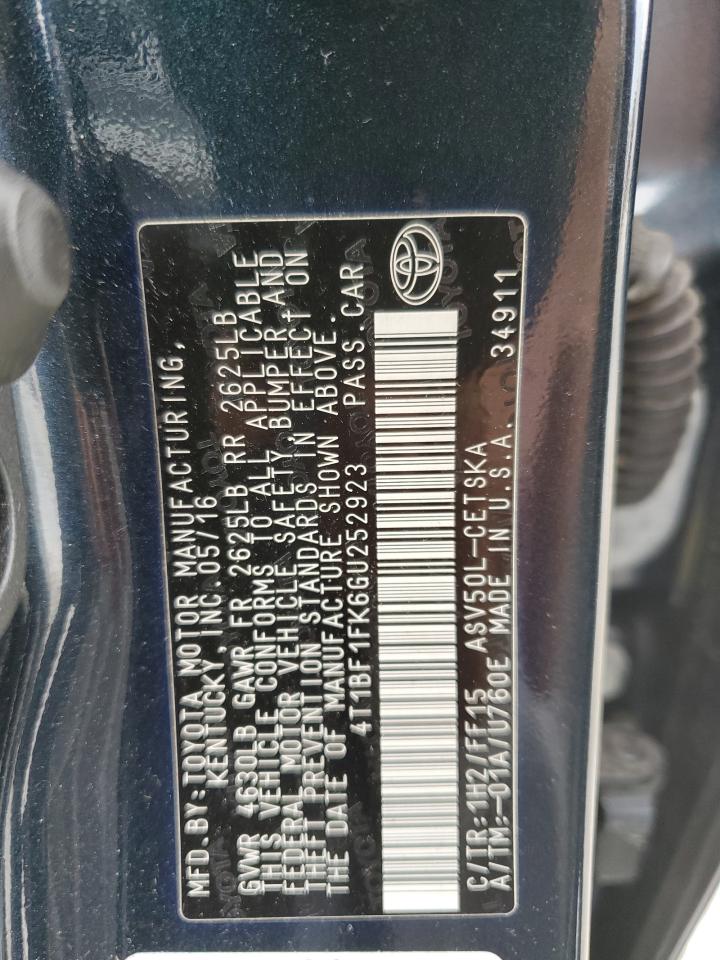 MFD.BY:TOYOTA MOTOR MANUFACTURING,
KENTUCKY, INC. 05/16
GVWR 4630LB GAWR FR 2625LB RR 2625LB
THIS VEHICLE CONFORMS TO ALL APPLICABLE
FEDERAL MOTOR VEHICLE SAFETY,BUMPER,AND
THEFT PREVENTION STANDARDS IN EFFECT ON
THE DATE OF MANUFACTURE SHOWN ABOVE.
4T1BF1FK6GU252923 PASS.CAR
C/TR:1H2/FF15 ASV50L-CETSKA
A/TM:-01A/U760E MADE IN U.S.A. 34911